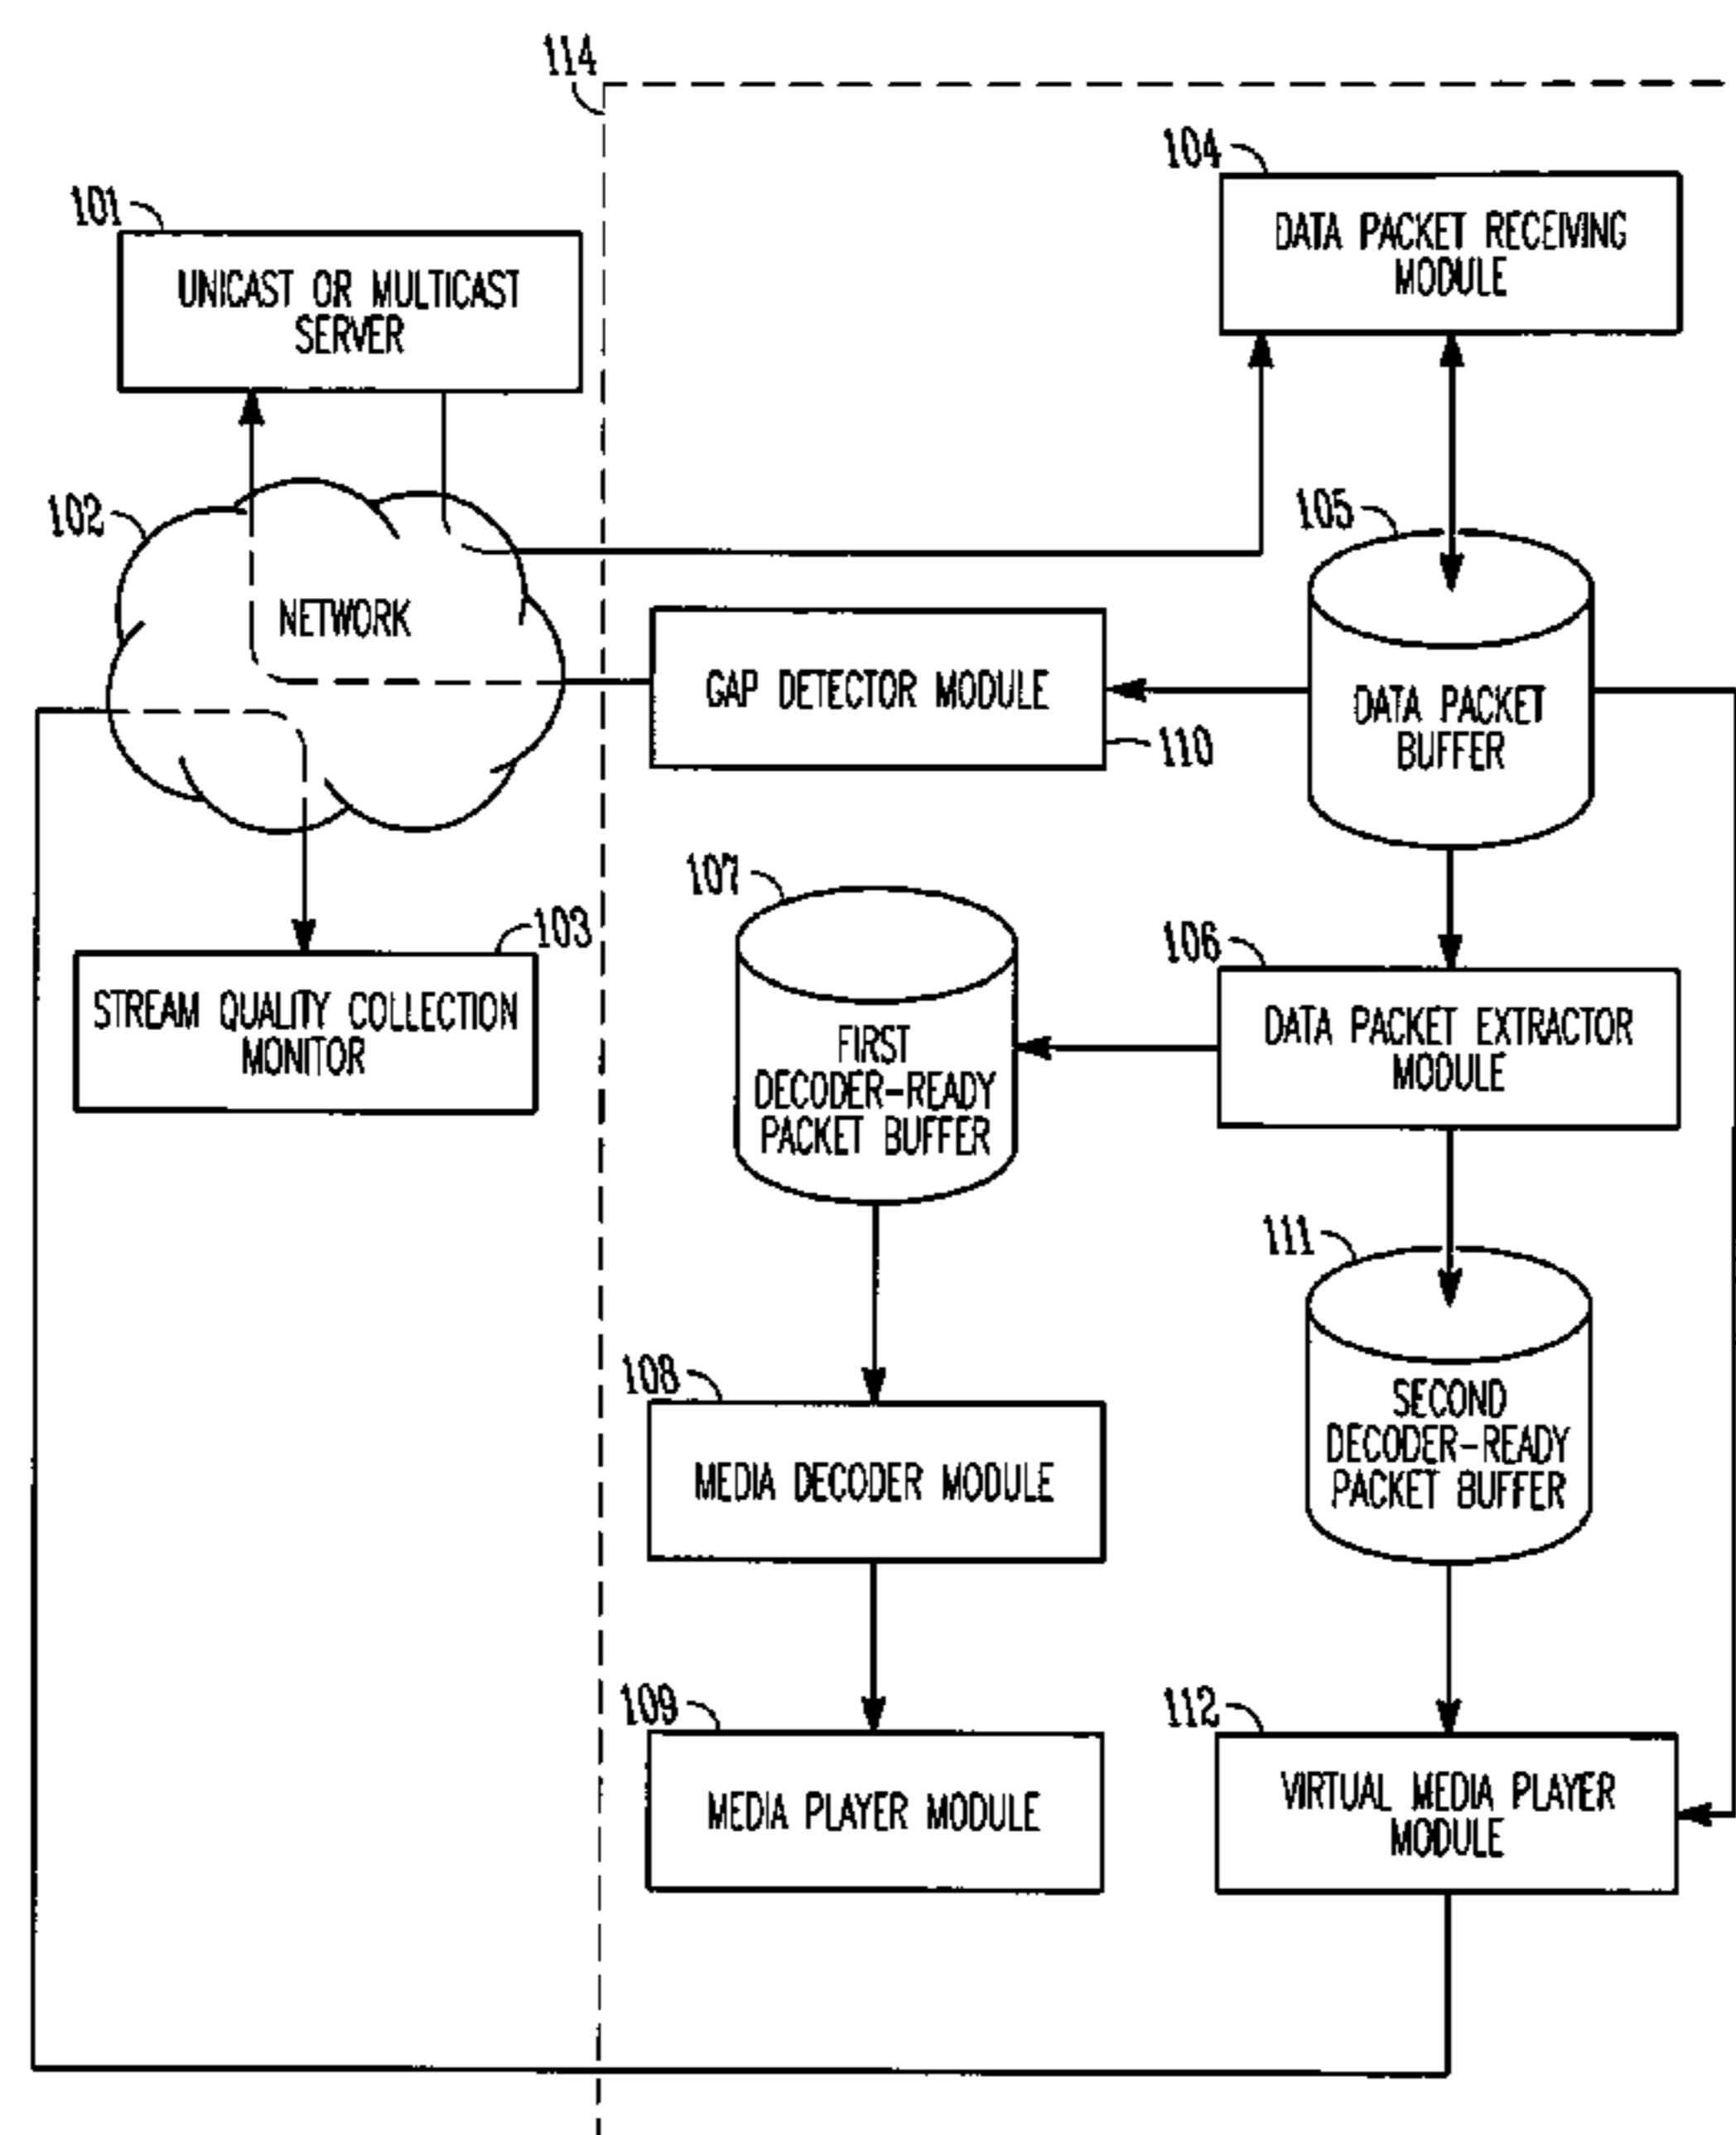 114
104
DATA PACKET RECEIVING
MODULE
101
UNICAST OR MULTICAST
SERVER
102
NETWORK
105
DATA PACKET
BUFFER
GAP DETECTOR MODULE
110
107
FIRST
DECODER-READY
PACKET BUFFER
103
STREAM QUALITY COLLECTION
MONITOR
106
DATA PACKET EXTRACTOR
MODULE
111
SECOND
DECODER-READY
PACKET BUFFER
108
MEDIA DECODER MODULE
109
MEDIA PLAYER MODULE
112
VIRTUAL MEDIA PLAYER
MODULE